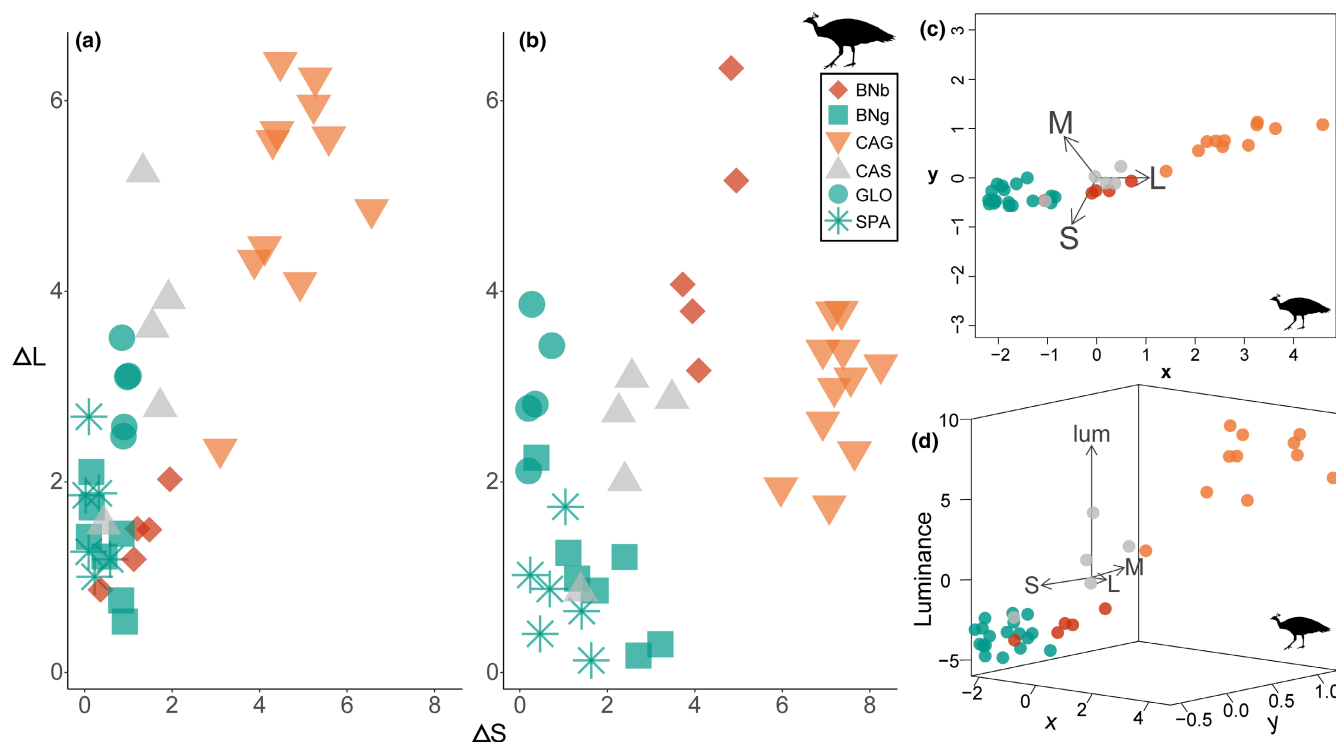 (a)
6
4
2
0
ΔL
0 2 4 6 8
ΔS
(b)
6
4
2
0
0 2 4 6 8
BNb
BNg
CAG
CAS
GLO
SPA
(c)
3
2
1
0
-1
-2
-3
y
M
L
S
-2 -1 0 1 2 3 4
x
(d)
10
5
0
-5
Luminance
lum
S
L
M
-2 0 2 4
x
-0.5 0.0 0.5 1.0
y